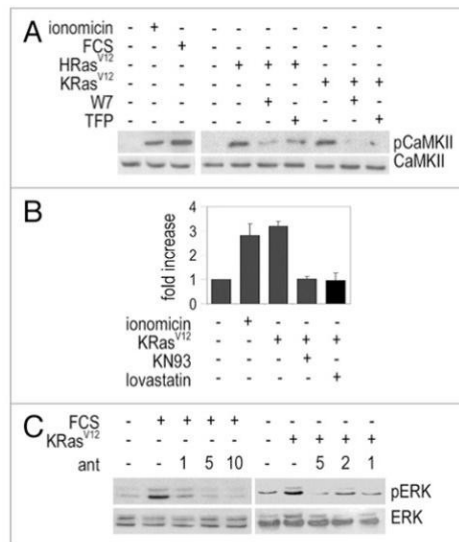 A
ionomicin - + - - - - - - - -
FCS - - + - - - - - - -
HRasV12 - - - - + + + - - -
KRasV12 - - - - - - - + + +
W7 - - - - - + - - + -
TFP - - - - - - + - - +
pCaMKII
CaMKII
B
fold increase
4
3
2
1
0
ionomicin - + - - -
KRasV12 - - + + +
KN93 - - - + -
lovastatin - - - - +
C
FCS - + + + + - - - - -
KRasV12 - - - - - - + + + +
ant - - 1 5 10 - - 5 2 1
pERK
ERK